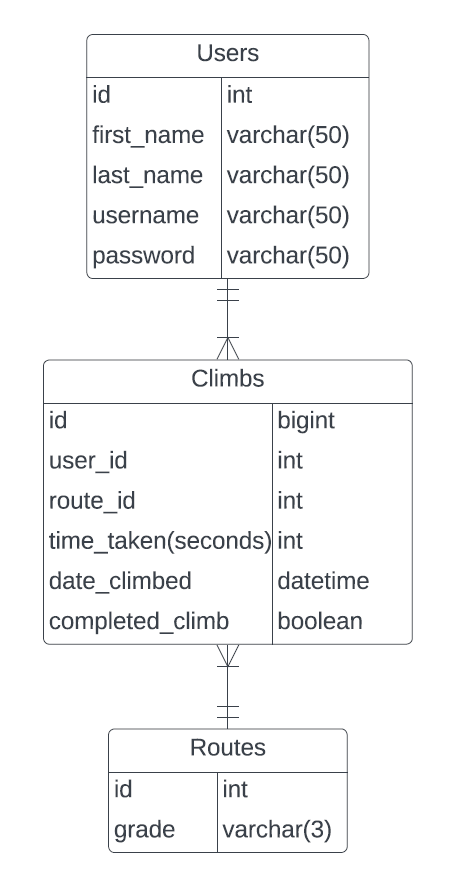 Users
id int
first_name varchar(50)
last_name varchar(50)
username varchar(50)
password varchar(50)
Climbs
id bigint
user_id int
route_id int
time_taken(seconds) int
date_climbed datetime
completed_climb boolean
Routes
id int
grade varchar(3)